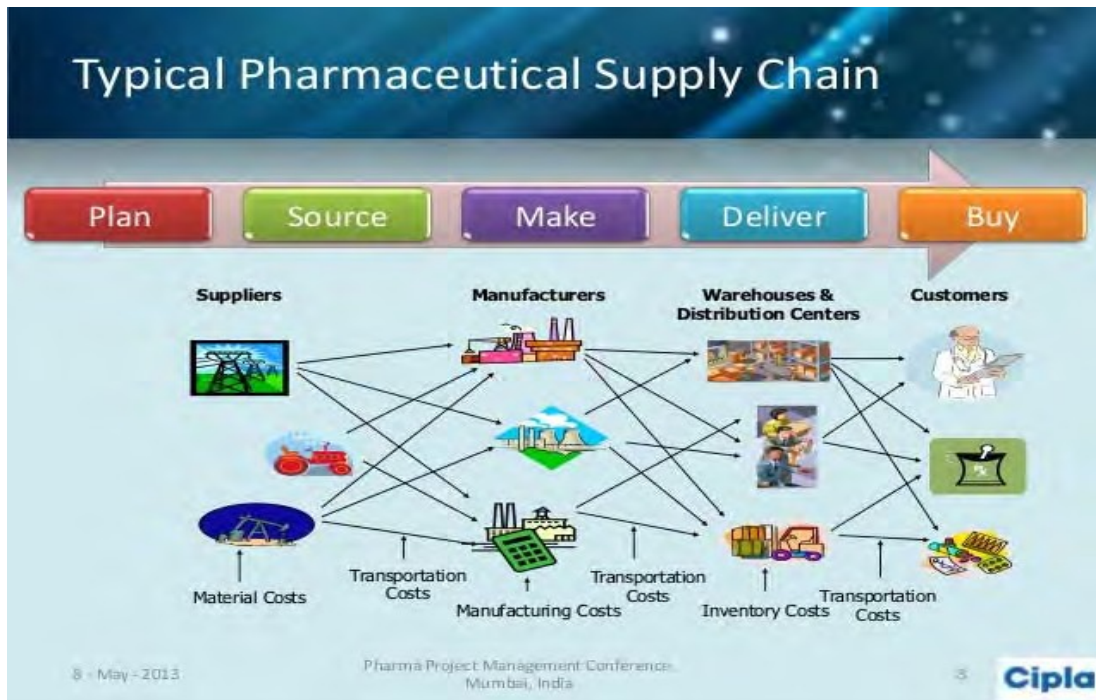 Typical Pharmaceutical Supply Chain
Plan
Source
Make
Deliver
Buy
Suppliers
Manufacturers
Warehouses &
Distribution Centers
Customers
Material Costs
Transportation
Costs
Manufacturing Costs
Transportation
Costs
Inventory Costs
Transportation
Costs
8 - May - 2013
Pharma Project Management Conference
Mumbai, India
3
Cipla